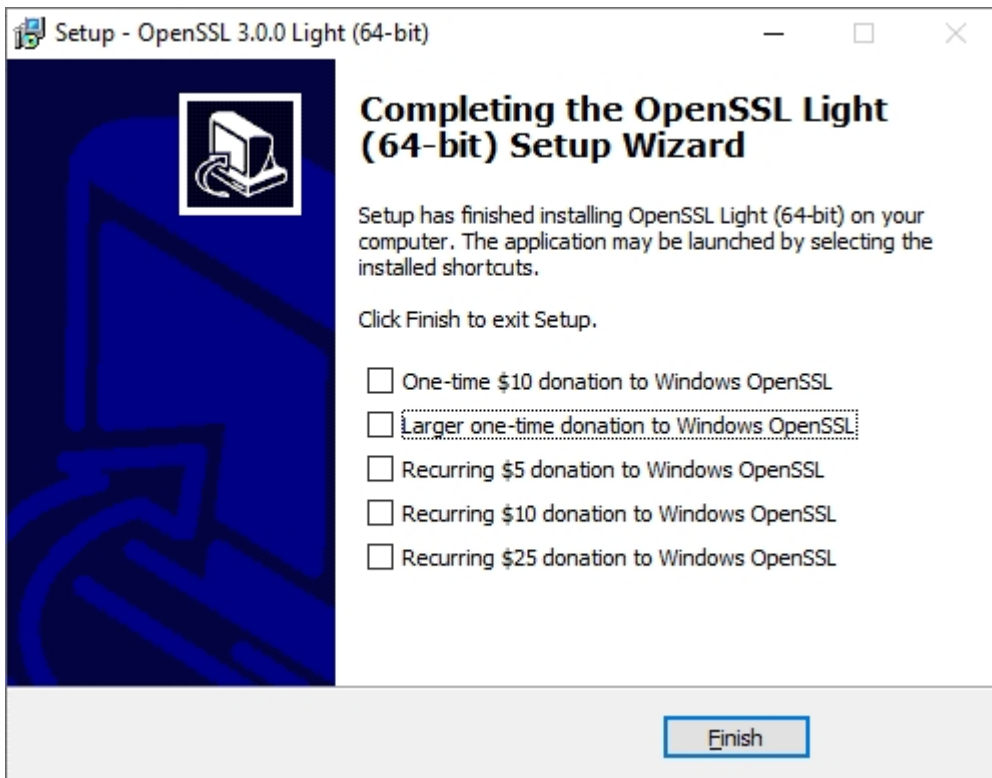 Setup - OpenSSL 3.0.0 Light (64-bit)
Completing the OpenSSL Light
(64-bit) Setup Wizard
Setup has finished installing OpenSSL Light (64-bit) on your
computer. The application may be launched by selecting the
installed shortcuts.
Click Finish to exit Setup.
One-time $10 donation to Windows OpenSSL
Larger one-time donation to Windows OpenSSL
Recurring $5 donation to Windows OpenSSL
Recurring $10 donation to Windows OpenSSL
Recurring $25 donation to Windows OpenSSL
Finish